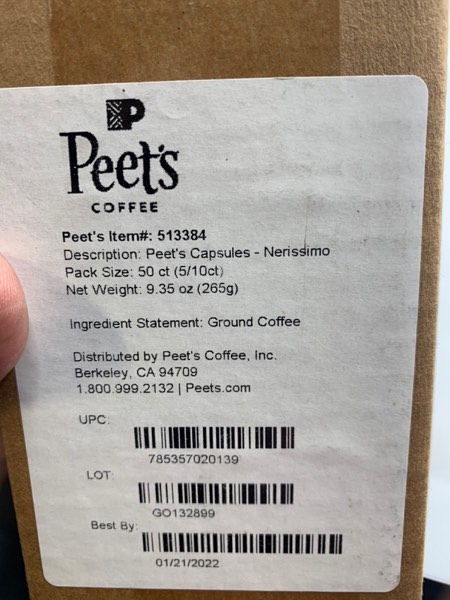 P
Peet's
COFFEE
Peet's Item#: 513384
Description: Peet's Capsules - Nerissimo
Pack Size: 50 ct (5/10ct)
Net Weight: 9.35 oz (265g)
Ingredient Statement: Ground Coffee
Distributed by Peet's Coffee, Inc.
Berkeley, CA 94709
1.800.999.2132 | Peets.com
UPC:
785357020139
LOT:
GO132899
Best By:
01/21/2022